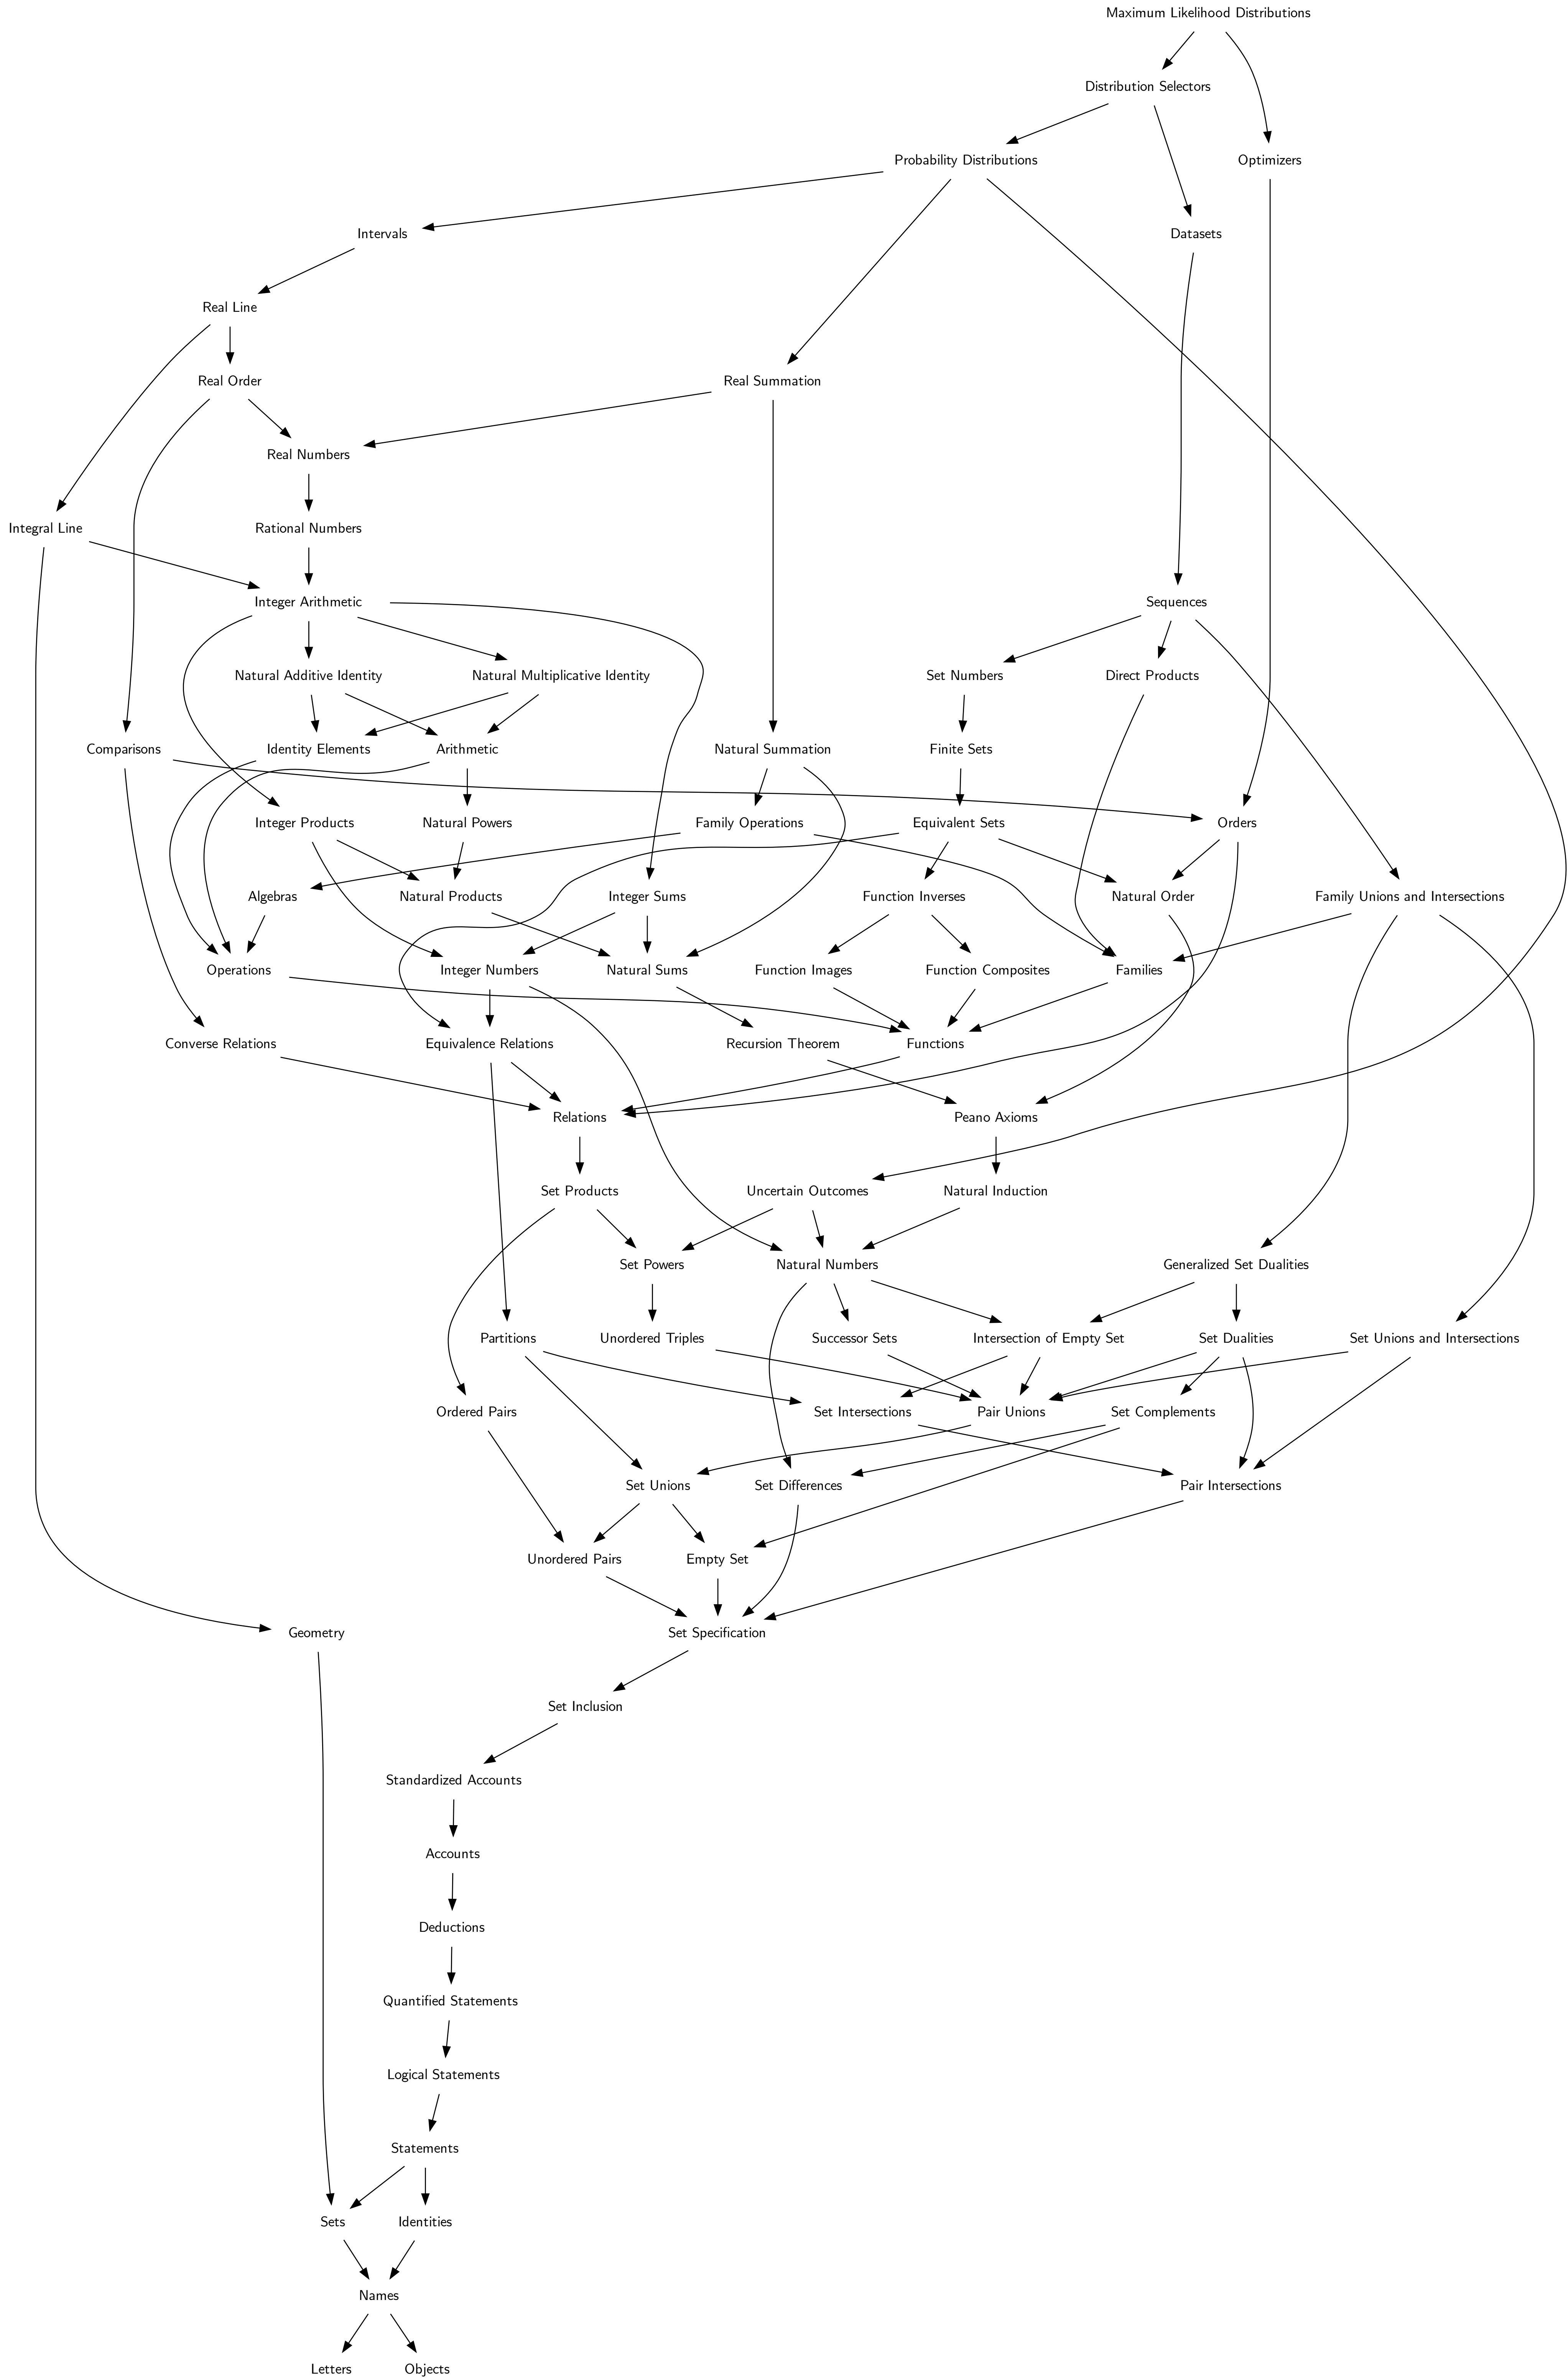 Maximum Likelihood Distributions
Distribution Selectors
Probability Distributions
Optimizers
Intervals
Datasets
Real Line
Real Order
Real Summation
Real Numbers
Integral Line
Rational Numbers
Integer Arithmetic
Sequences
Natural Additive Identity
Natural Multiplicative Identity
Set Numbers
Direct Products
Comparisons
Identity Elements
Arithmetic
Natural Summation
Finite Sets
Integer Products
Natural Powers
Family Operations
Equivalent Sets
Orders
Algebras
Natural Products
Integer Sums
Function Inverses
Natural Order
Family Unions and Intersections
Operations
Integer Numbers
Natural Sums
Function Images
Function Composites
Families
Converse Relations
Equivalence Relations
Recursion Theorem
Functions
Relations
Peano Axioms
Set Products
Uncertain Outcomes
Natural Induction
Set Powers
Natural Numbers
Generalized Set Dualities
Partitions
Unordered Triples
Successor Sets
Intersection of Empty Set
Set Dualities
Set Unions and Intersections
Ordered Pairs
Set Intersections
Pair Unions
Set Complements
Set Unions
Set Differences
Pair Intersections
Unordered Pairs
Empty Set
Geometry
Set Specification
Set Inclusion
Standardized Accounts
Accounts
Deductions
Quantified Statements
Logical Statements
Statements
Sets
Identities
Names
Letters
Objects